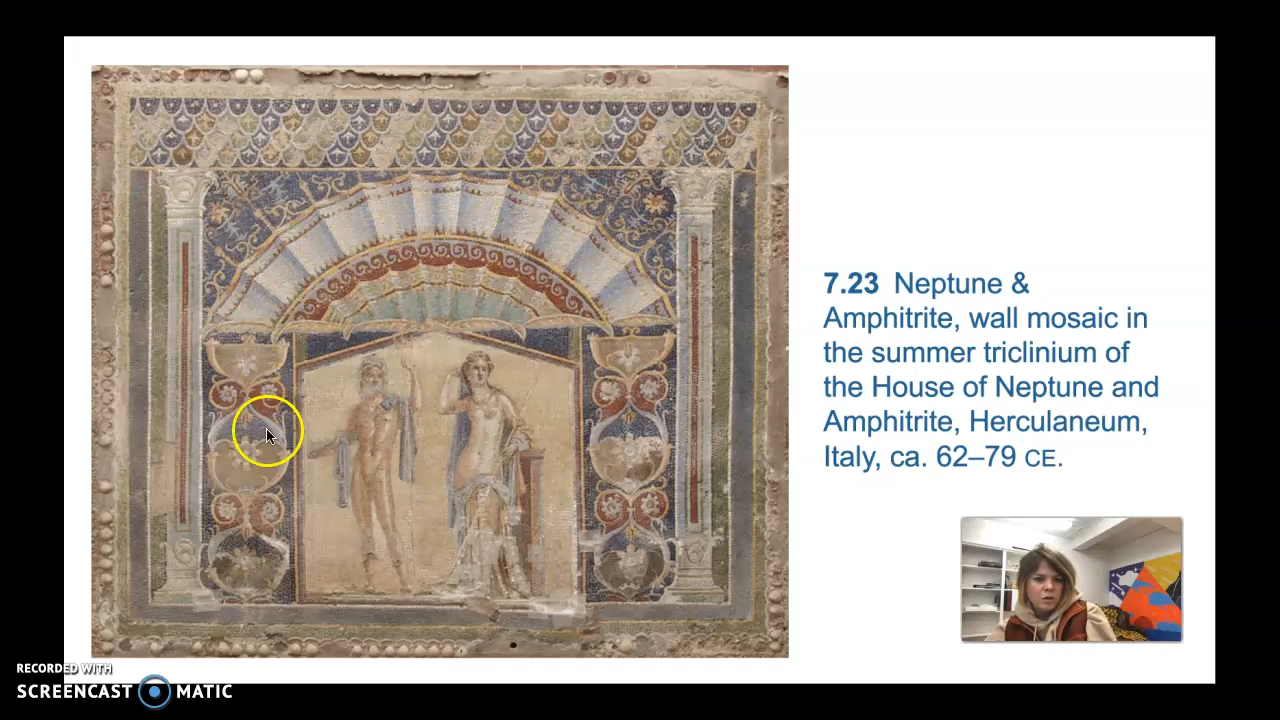 7.23 Neptune &
Amphitrite, wall mosaic in
the summer triclinium of
the House of Neptune and
Amphitrite, Herculaneum,
Italy, ca. 62–79 CE.
RECORDED WITH
SCREENCAST MATIC